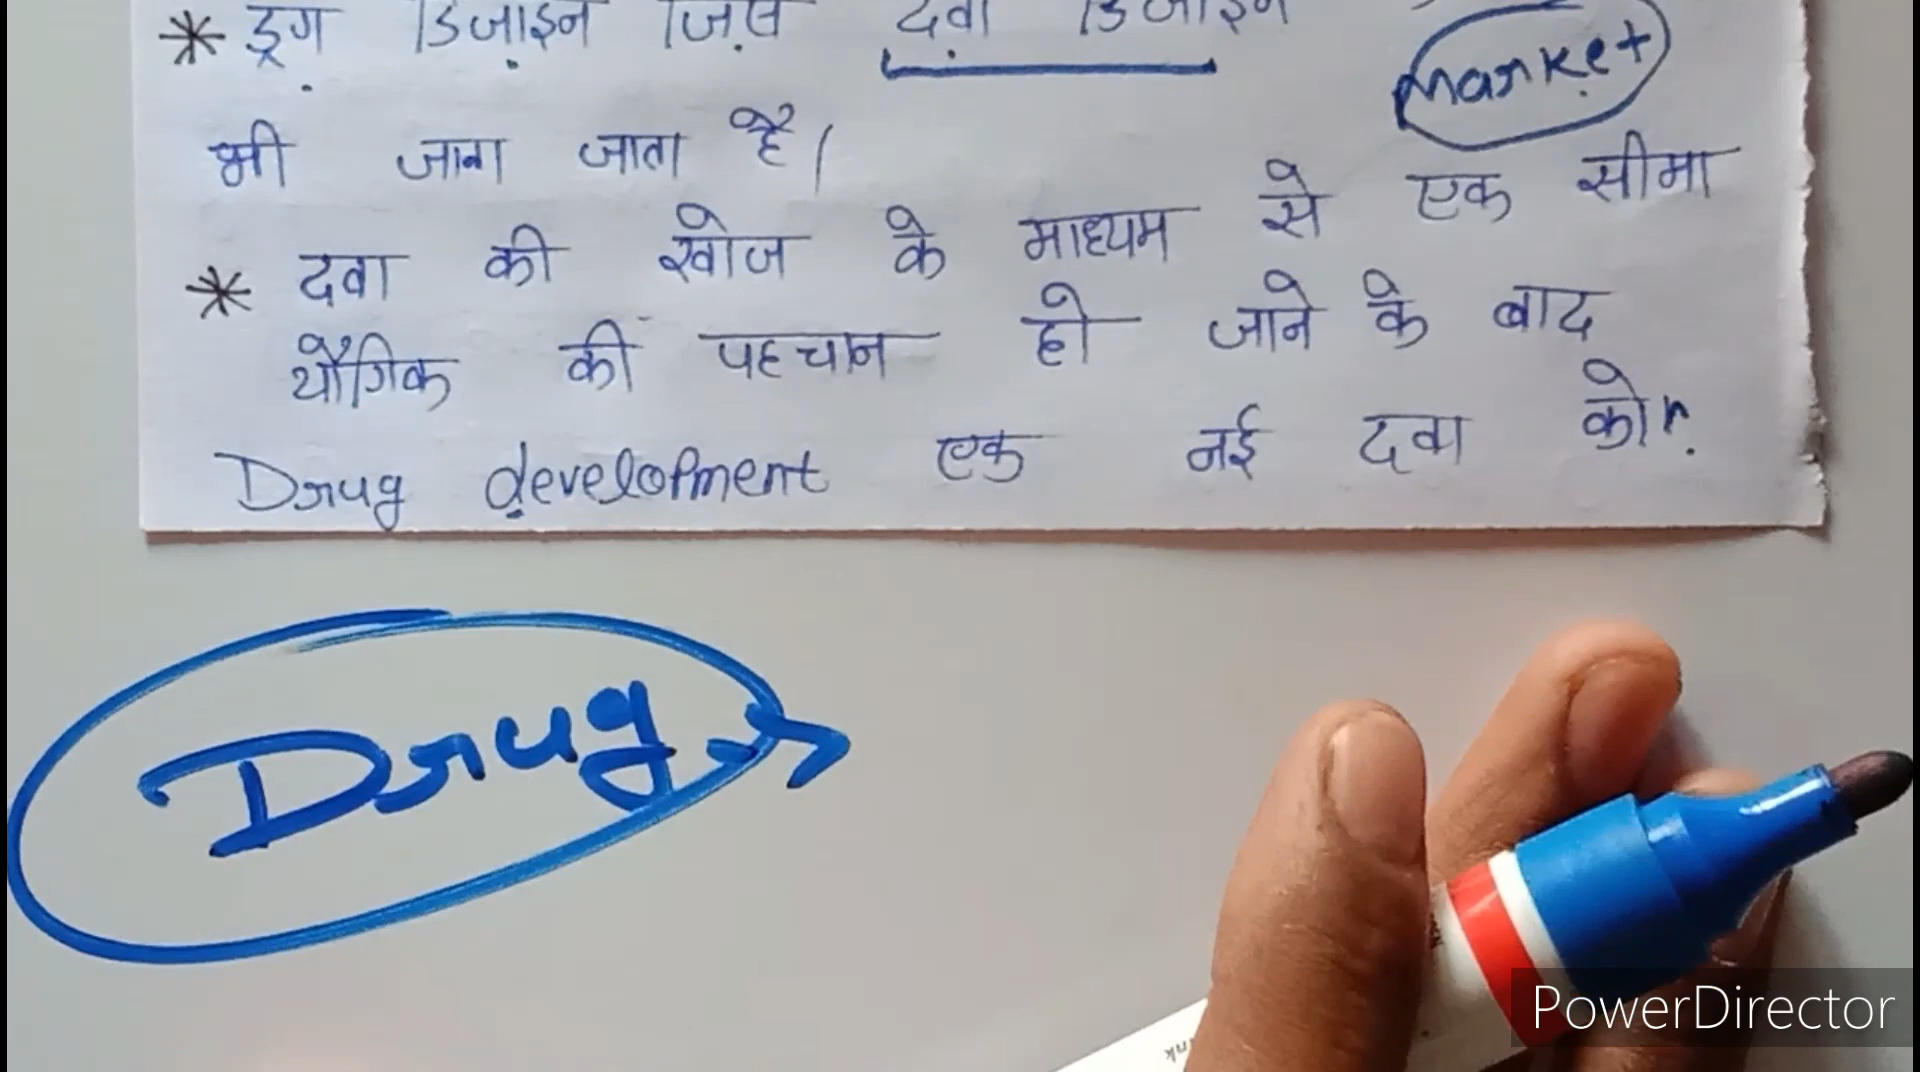 * ड्रग डिजाइन जिसे दवा डिजाइन
Market
भी जाना जाता है।
* दवा की खोज के माध्यम से एक सीमा
यौगिक की पहचान हो जाने के बाद
Drug development एक नई दवा को r.
Drug
PowerDirector